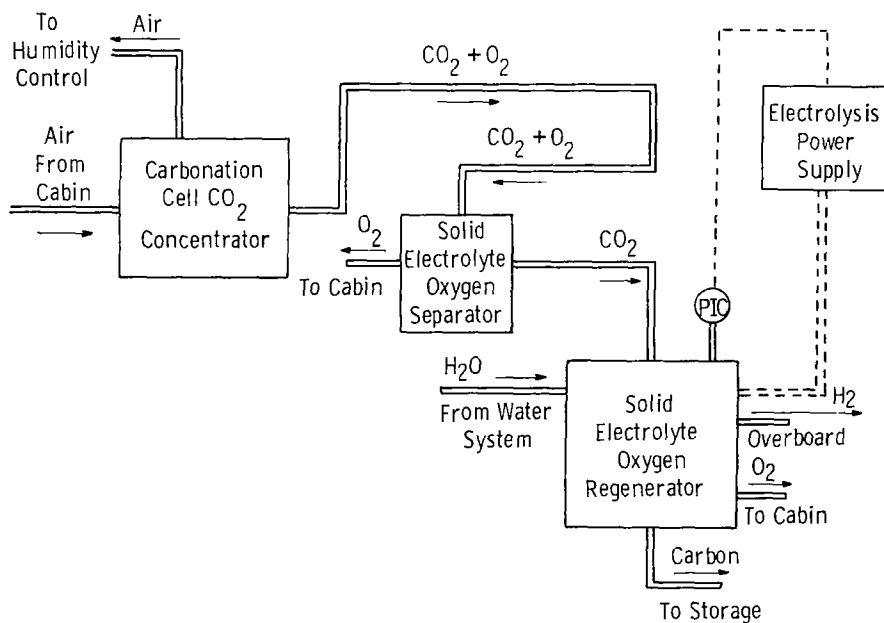 To
Humidity
Control
Air
Air
From
Cabin
Carbonation
Cell CO₂
Concentrator
CO₂ + O₂
CO₂ + O₂
O₂
To Cabin
Solid
Electrolyte
Oxygen
Separator
CO₂
Electrolysis
Power
Supply
PIC
H₂O
From Water
System
Solid
Electrolyte
Oxygen
Regenerator
H₂
Overboard
O₂
To Cabin
Carbon
To Storage